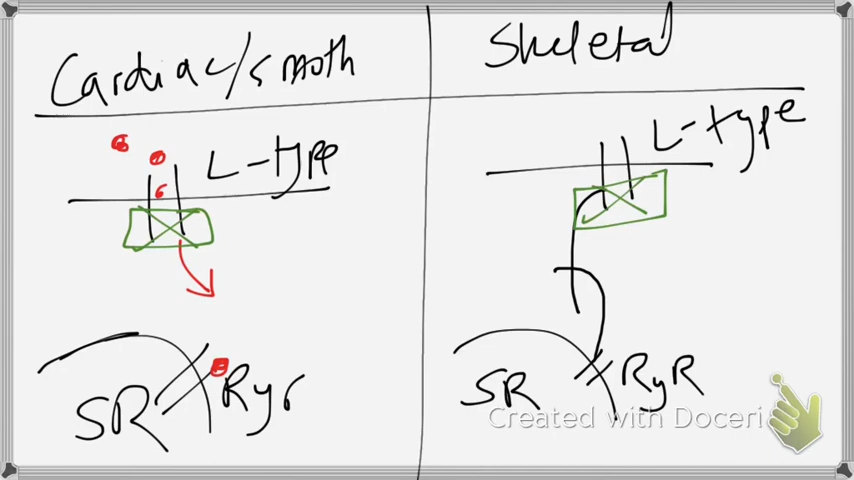 Cardiac/smoth
Skeletal
L-type
L-type
SR
Ryr
SR
RyR
Created with Doceri